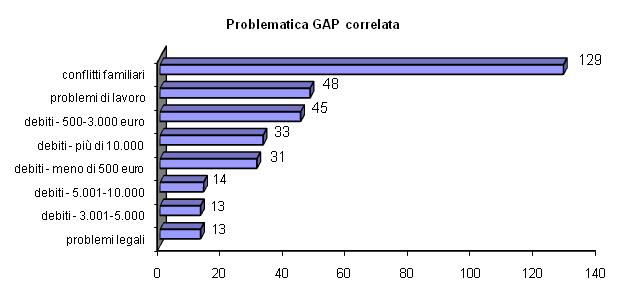 Problematica GAP correlata
conflitti familiari 129
problemi di lavoro 48
debiti - 500-3.000 euro 45
debiti - più di 10.000 33
debiti - meno di 500 euro 31
debiti - 5.001-10.000 14
debiti - 3.001-5.000 13
problemi legali 13
0 20 40 60 80 100 120 140